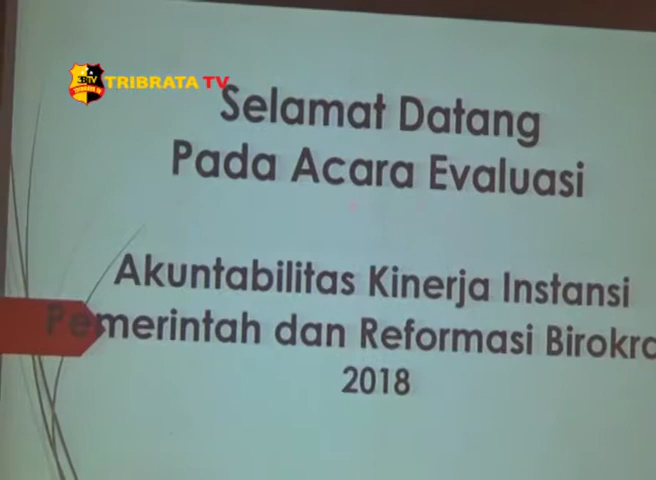 TRIBRATA TV
Selamat Datang
Pada Acara Evaluasi
Akuntabilitas Kinerja Instansi
Pemerintah dan Reformasi Birokra
2018